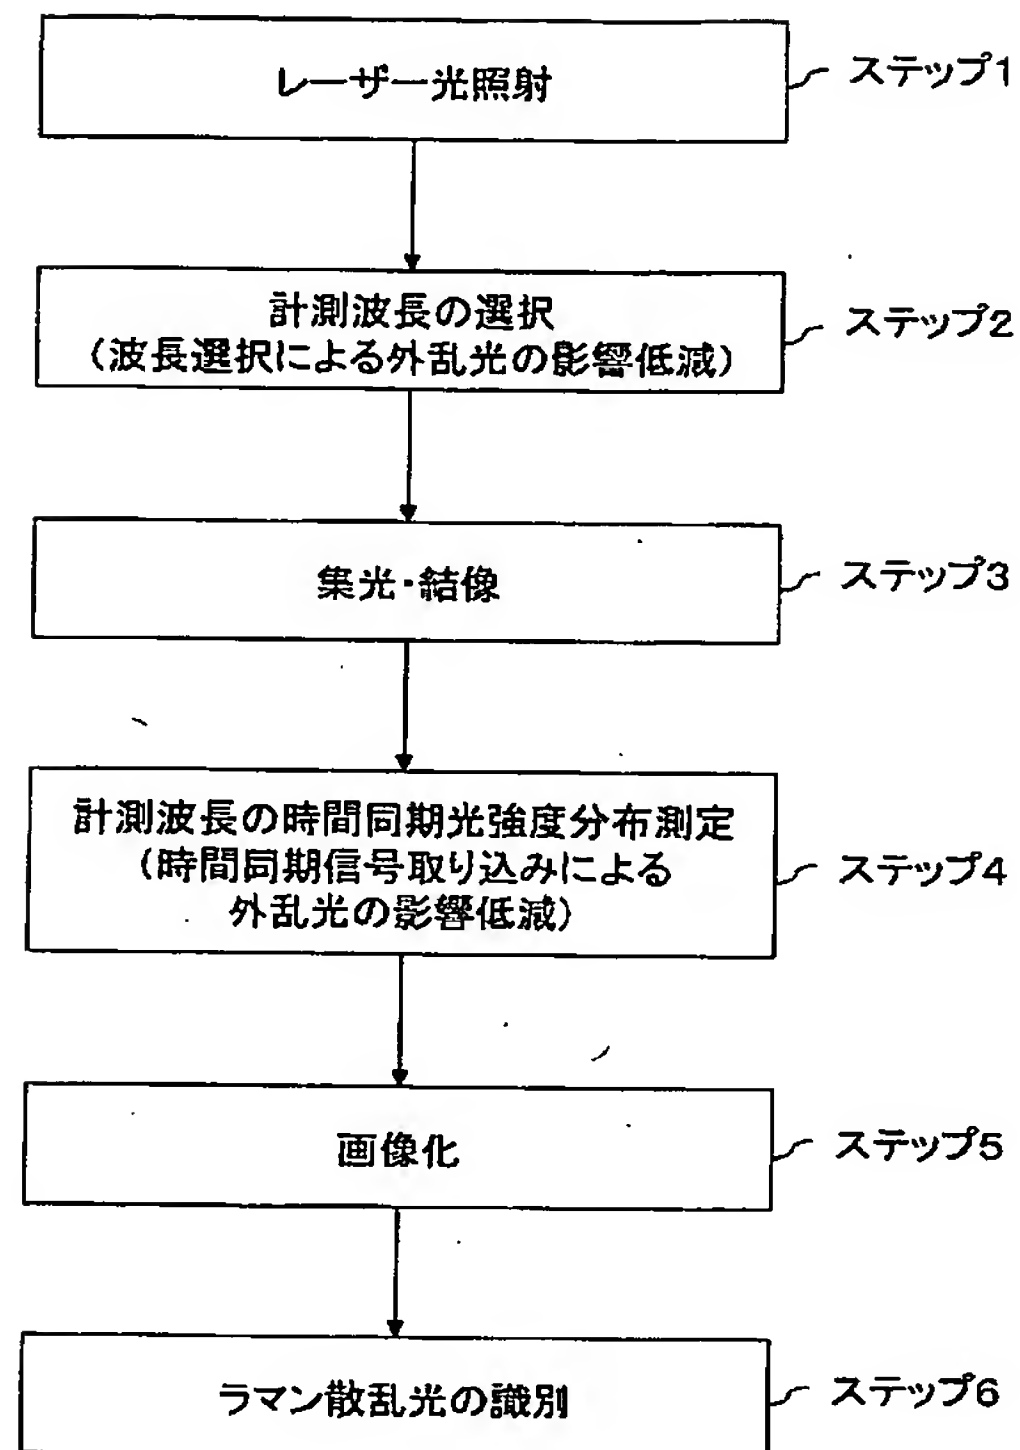 レーザー光照射
ステップ1
計測波長の選択
(波長選択による外乱光の影響低減)
ステップ2
集光・結像
ステップ3
計測波長の時間同期光強度分布測定
(時間同期信号取り込みによる
外乱光の影響低減)
ステップ4
画像化
ステップ5
ラマン散乱光の識別
ステップ6